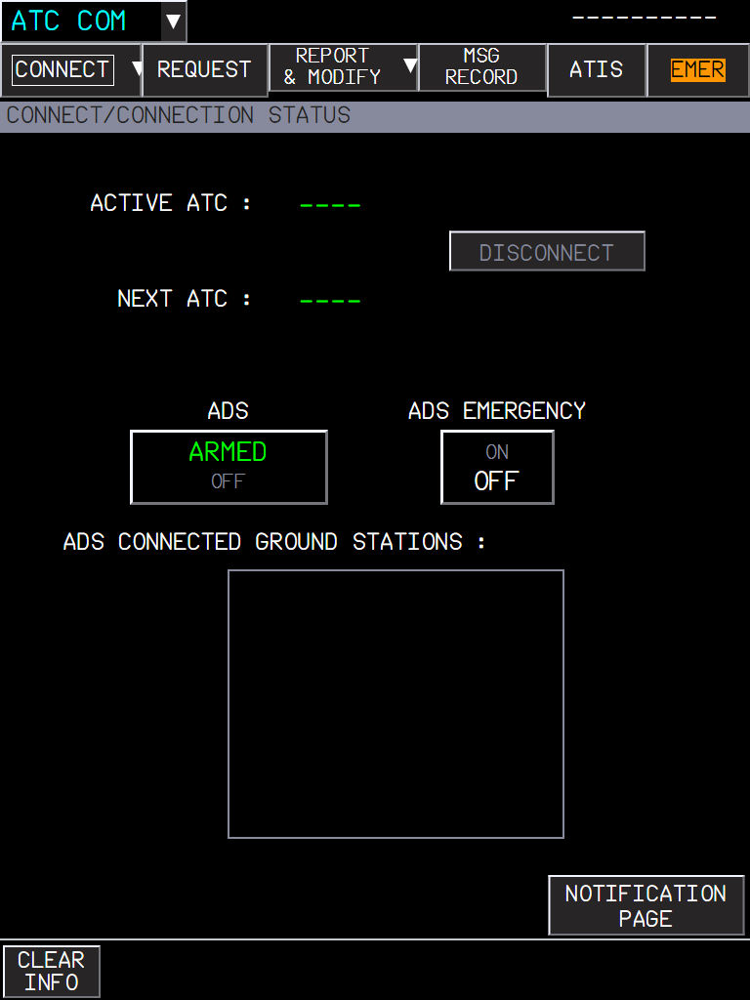 ATC COM
----------
CONNECT
REQUEST
REPORT
& MODIFY
MSG
RECORD
ATIS
EMER
CONNECT/CONNECTION STATUS
ACTIVE ATC : ----
DISCONNECT
NEXT ATC : ----
ADS
ARMED
OFF
ADS EMERGENCY
ON
OFF
ADS CONNECTED GROUND STATIONS :
NOTIFICATION
PAGE
CLEAR
INFO